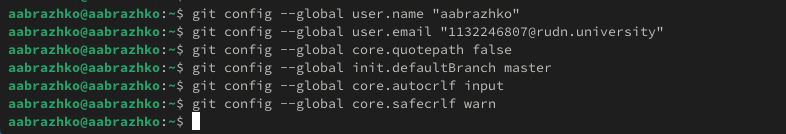 aabrazhko@aabrazhko:~$ git config --global user.name "aabrazhko"
aabrazhko@aabrazhko:~$ git config --global user.email "1132246807@rudn.university"
aabrazhko@aabrazhko:~$ git config --global core.quotepath false
aabrazhko@aabrazhko:~$ git config --global init.defaultBranch master
aabrazhko@aabrazhko:~$ git config --global core.autocrlf input
aabrazhko@aabrazhko:~$ git config --global core.safecrlf warn
aabrazhko@aabrazhko:~$